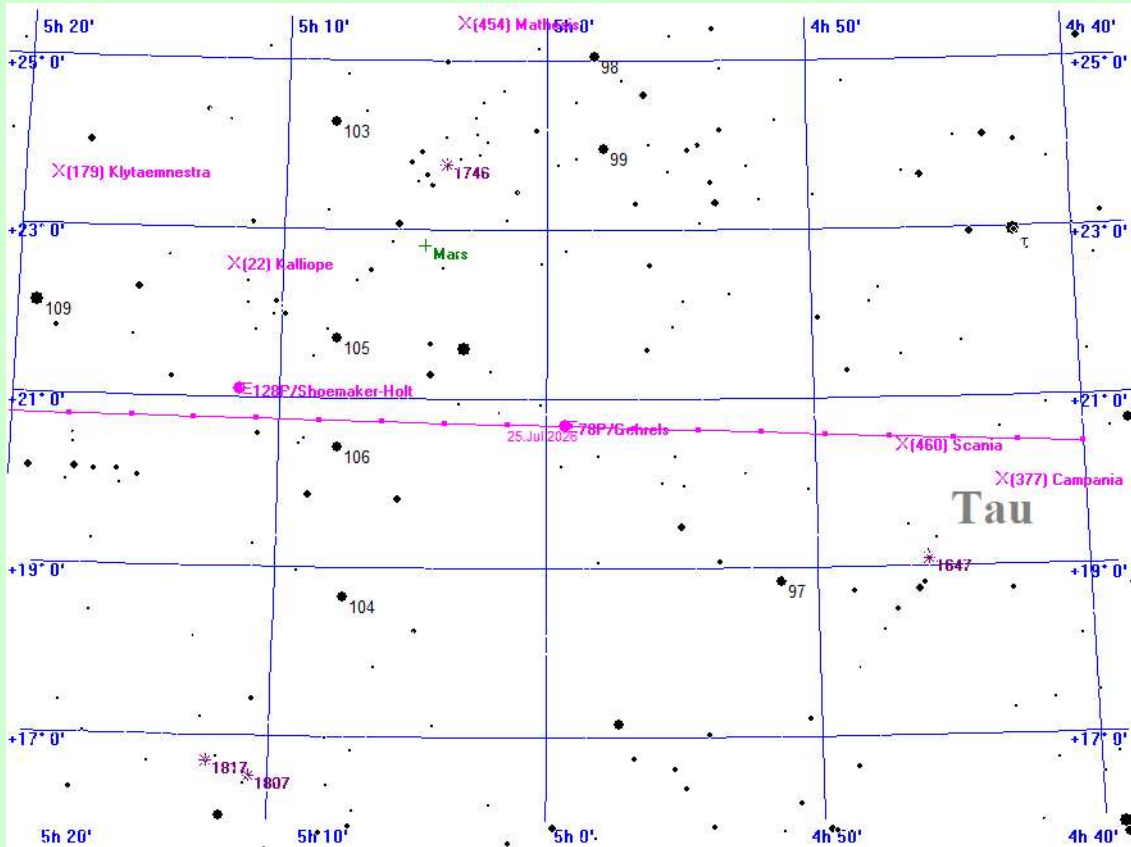 5h 20'
5h 10'
(454) Mathesis
5h 0'
4h 50'
4h 40'
+25° 0'
+25° 0'
98
103
99
1746
(179) Klytaemnestra
+23° 0'
+23° 0'
τ
Mars
(22) Kalliope
109
105
128P/Shoemaker-Holt
+21° 0'
+21° 0'
25.Jul 2026
78P/Gehrels
(460) Scania
106
(377) Campania
Tau
1647
+19° 0'
+19° 0'
97
104
+17° 0'
+17° 0'
1817
1807
5h 20'
5h 10'
5h 0'
4h 50'
4h 40'